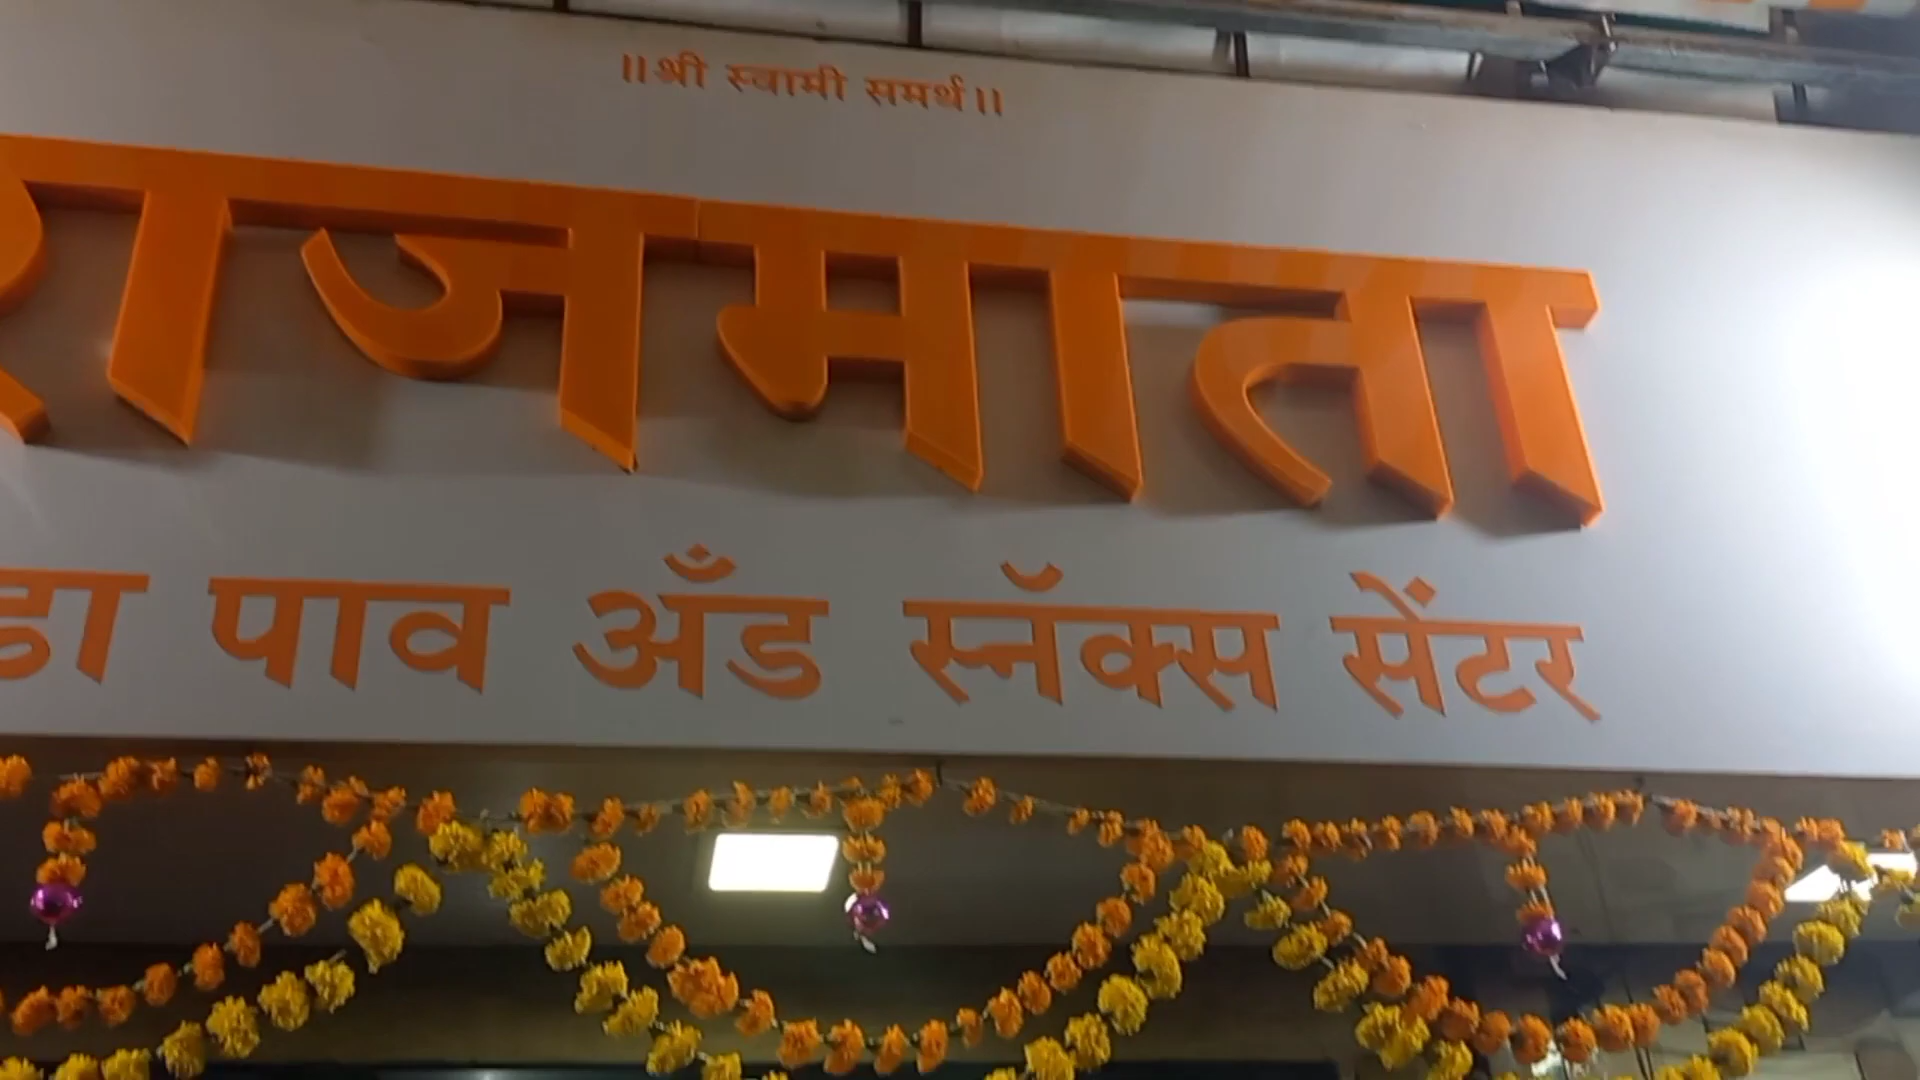 ॥श्री स्वामी समर्थ॥
राजमाता
पाव अँड स्नॅक्स सेंटर